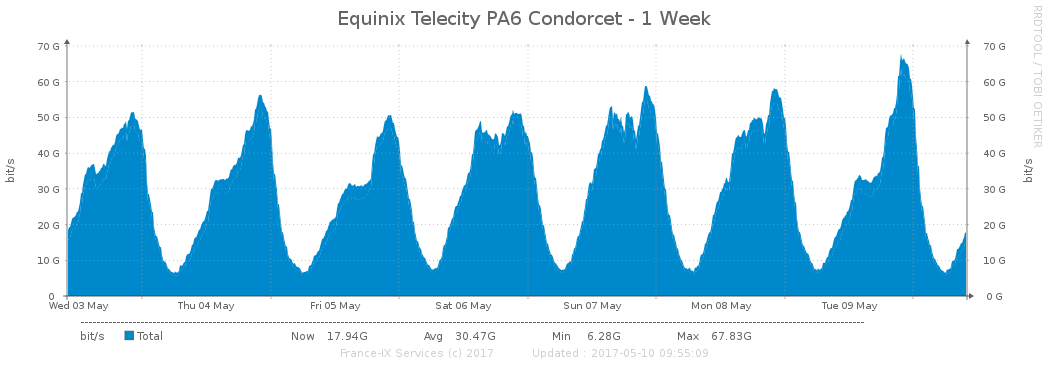 Equinix Telecity PA6 Condorcet - 1 Week
RRDTOOL / TOBI OETIKER
70 G 70 G
60 G 60 G
50 G 50 G
40 G 40 G
30 G 30 G
20 G 20 G
10 G 10 G
0 0 G
bit/s bit/s
Wed 03 May Thu 04 May Fri 05 May Sat 06 May Sun 07 May Mon 08 May Tue 09 May
bit/s Total Now 17.94G Avg 30.47G Min 6.28G Max 67.83G
France-IX Services (c) 2017 Updated : 2017-05-10 09:55:09